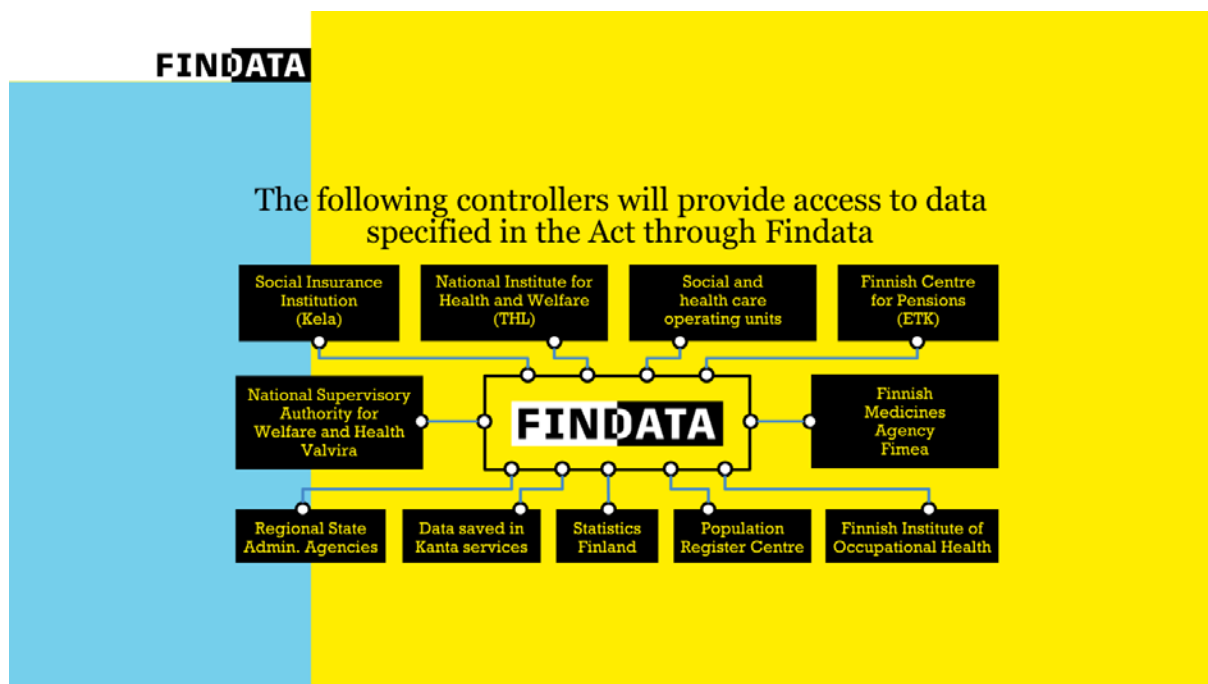 FINDATA
The following controllers will provide access to data
specified in the Act through Findata
Social Insurance
Institution
(Kela)
National Institute for
Health and Welfare
(THL)
Social and
health care
operating units
Finnish Centre
for Pensions
(ETK)
National Supervisory
Authority for
Welfare and Health
Valvira
FINDATA
Finnish
Medicines
Agency
Fimea
Regional State
Admin. Agencies
Data saved in
Kanta services
Statistics
Finland
Population
Register Centre
Finnish Institute of
Occupational Health